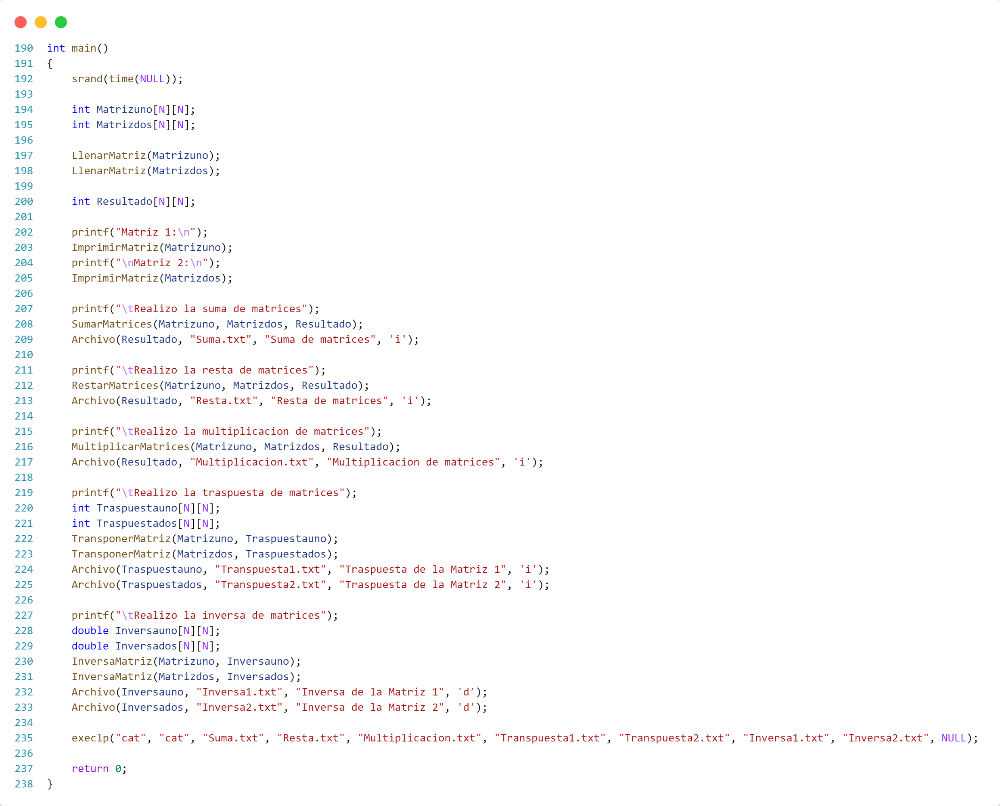 190 int main()
191 {
192     srand(time(NULL));
193
194     int Matrizuno[N][N];
195     int Matrizdos[N][N];
196
197     LlenarMatriz(Matrizuno);
198     LlenarMatriz(Matrizdos);
199
200     int Resultado[N][N];
201
202     printf("Matriz 1:\n");
203     ImprimirMatriz(Matrizuno);
204     printf("\nMatriz 2:\n");
205     ImprimirMatriz(Matrizdos);
206
207     printf("\tRealizo la suma de matrices");
208     SumarMatrices(Matrizuno, Matrizdos, Resultado);
209     Archivo(Resultado, "Suma.txt", "Suma de matrices", 'i');
210
211     printf("\tRealizo la resta de matrices");
212     RestarMatrices(Matrizuno, Matrizdos, Resultado);
213     Archivo(Resultado, "Resta.txt", "Resta de matrices", 'i');
214
215     printf("\tRealizo la multiplicacion de matrices");
216     MultiplicarMatrices(Matrizuno, Matrizdos, Resultado);
217     Archivo(Resultado, "Multiplicacion.txt", "Multiplicacion de matrices", 'i');
218
219     printf("\tRealizo la traspuesta de matrices");
220     int Traspuestauno[N][N];
221     int Traspuestados[N][N];
222     TransponerMatriz(Matrizuno, Traspuestauno);
223     TransponerMatriz(Matrizdos, Traspuestados);
224     Archivo(Traspuestauno, "Transpuesta1.txt", "Traspuesta de la Matriz 1", 'i');
225     Archivo(Traspuestados, "Transpuesta2.txt", "Traspuesta de la Matriz 2", 'i');
226
227     printf("\tRealizo la inversa de matrices");
228     double Inversauno[N][N];
229     double Inversados[N][N];
230     InversaMatriz(Matrizuno, Inversauno);
231     InversaMatriz(Matrizdos, Inversados);
232     Archivo(Inversauno, "Inversa1.txt", "Inversa de la Matriz 1", 'd');
233     Archivo(Inversados, "Inversa2.txt", "Inversa de la Matriz 2", 'd');
234
235     execlp("cat", "cat", "Suma.txt", "Resta.txt", "Multiplicacion.txt", "Transpuesta1.txt", "Transpuesta2.txt", "Inversa1.txt", "Inversa2.txt", NULL);
236
237     return 0;
238 }